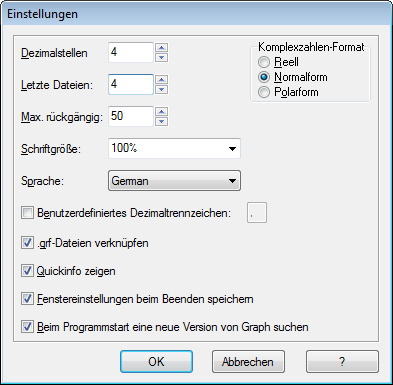 Einstellungen
Dezimalstellen 4
Komplexzahlen-Format
Reell
Normalform
Polarform
Letzte Dateien: 4
Max. rückgängig: 50
Schriftgröße: 100%
Sprache: German
Benutzerdefiniertes Dezimaltrennzeichen: .
.grf-Dateien verknüpfen
Quickinfo zeigen
Fenstereinstellungen beim Beenden speichern
Beim Programmstart eine neue Version von Graph suchen
OK Abbrechen ?